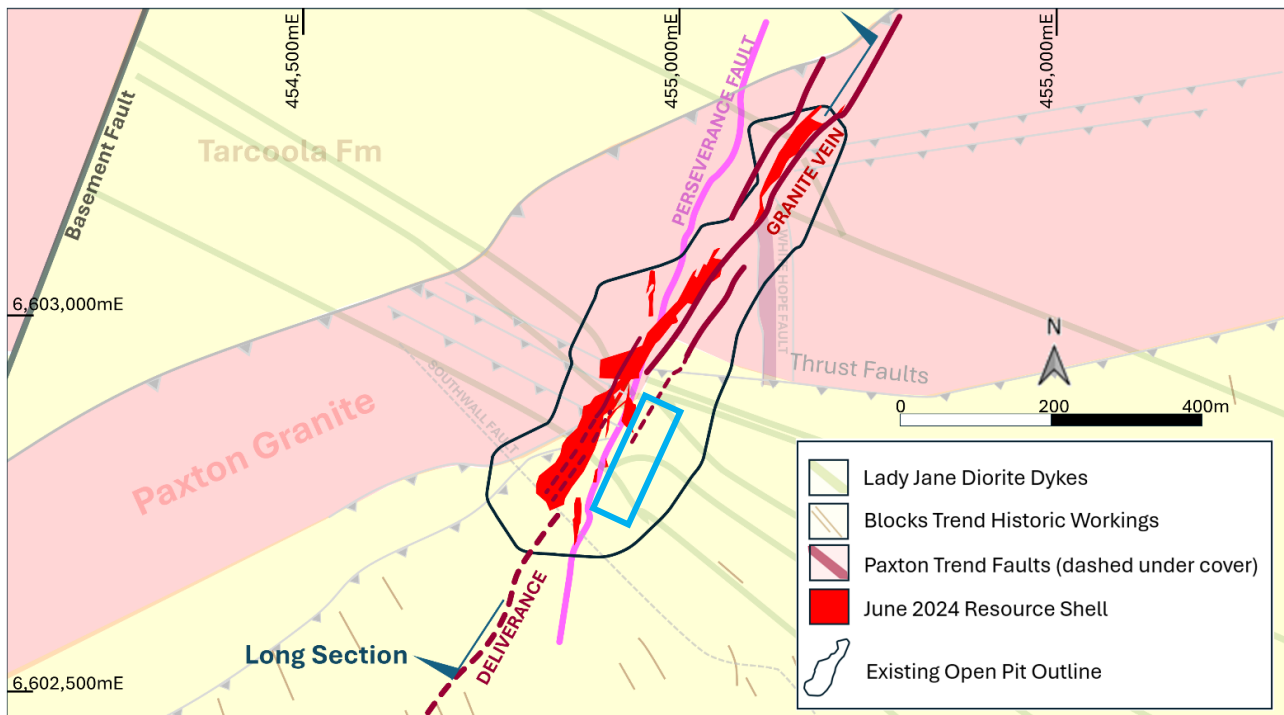 454,500mE
455,000mE
455,000mE
Basement Fault
Tarcoola Fm
PERSEVERANCE FAULT
GRANITE VEIN
WHITE HOPE FAULT
6,603,000mE
N
Thrust Faults
SOUTHWALL FAULT
Paxton Granite
0 200 400m
Lady Jane Diorite Dykes
Blocks Trend Historic Workings
Paxton Trend Faults (dashed under cover)
June 2024 Resource Shell
Existing Open Pit Outline
DELIVERANCE
Long Section
6,602,500mE